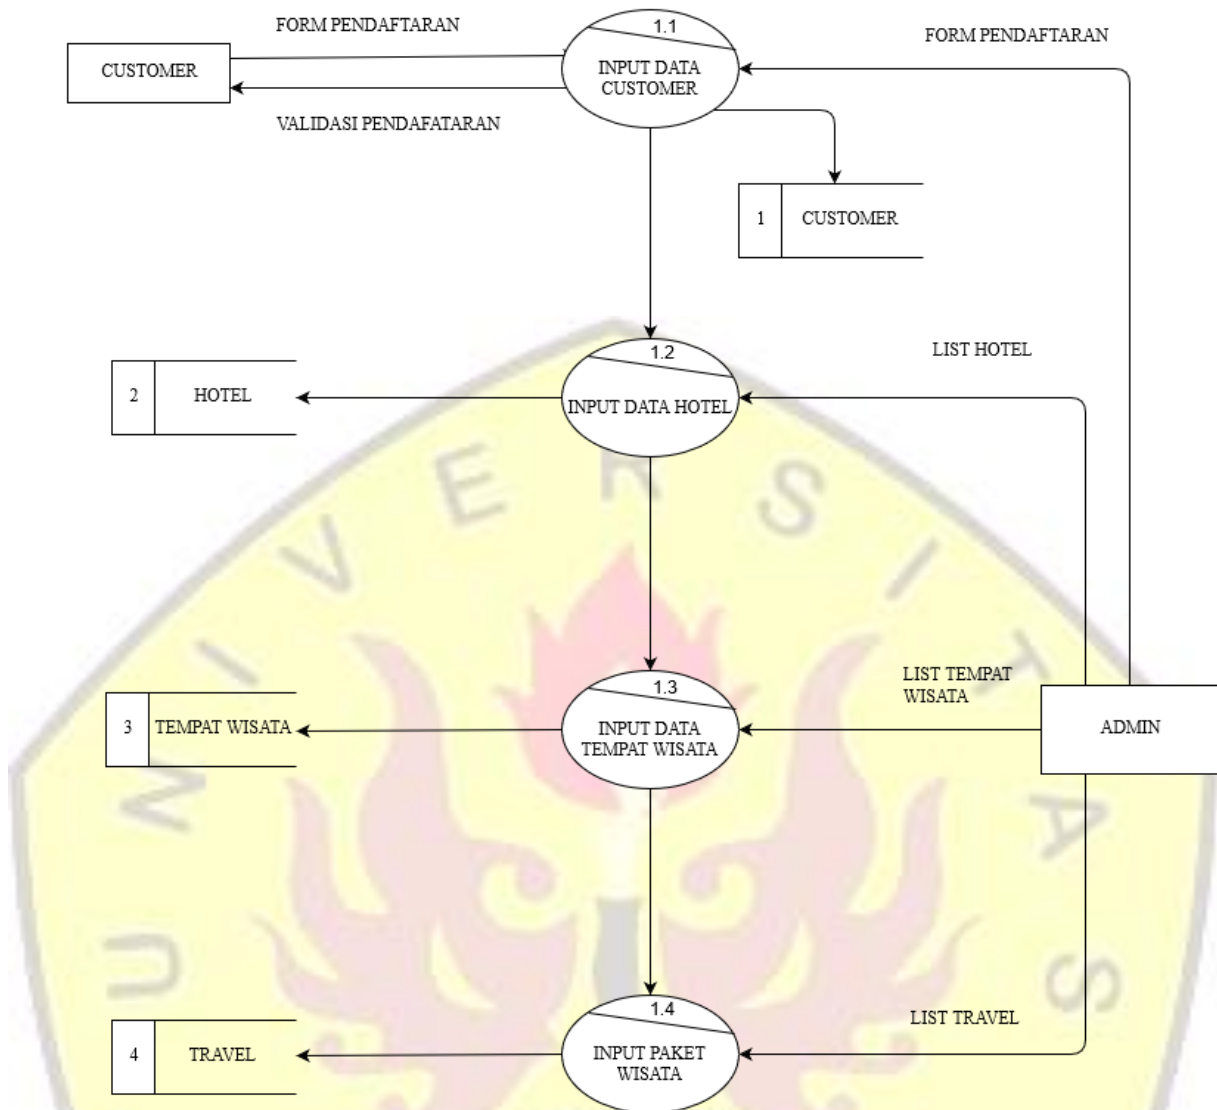 FORM PENDAFTARAN
1.1
FORM PENDAFTARAN
CUSTOMER
INPUT DATA
CUSTOMER
VALIDASI PENDAFATARAN
1
CUSTOMER
1.2
LIST HOTEL
2
HOTEL
INPUT DATA HOTEL
UNIVERSITAS
1.3
LIST TEMPAT
WISATA
3
TEMPAT WISATA
INPUT DATA
TEMPAT WISATA
ADMIN
1.4
LIST TRAVEL
4
TRAVEL
INPUT PAKET
WISATA